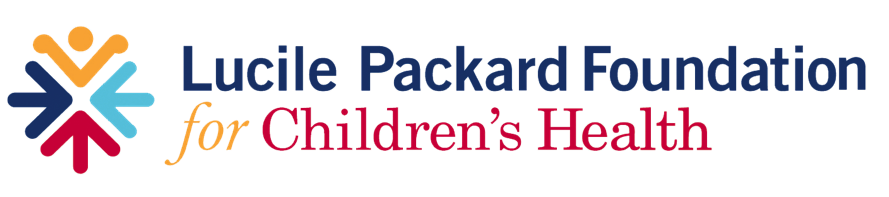 Lucile Packard Foundation
for Children's Health